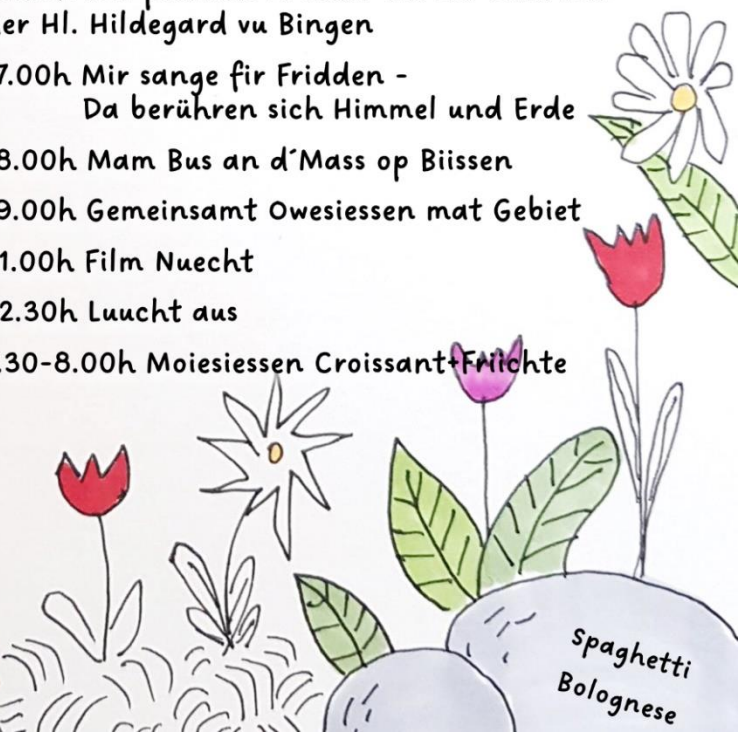 er Hl. Hildegard vu Bingen
7.00h Mir sange fir Fridden -
Da berühren sich Himmel und Erde
8.00h Mam Bus an d´Mass op Biissen
9.00h Gemeinsamt Owesiessen mat Gebiet
1.00h Film Nuecht
2.30h Luucht aus
.30-8.00h Moiesiessen Croissant+Friichte
Spaghetti
Bolognese